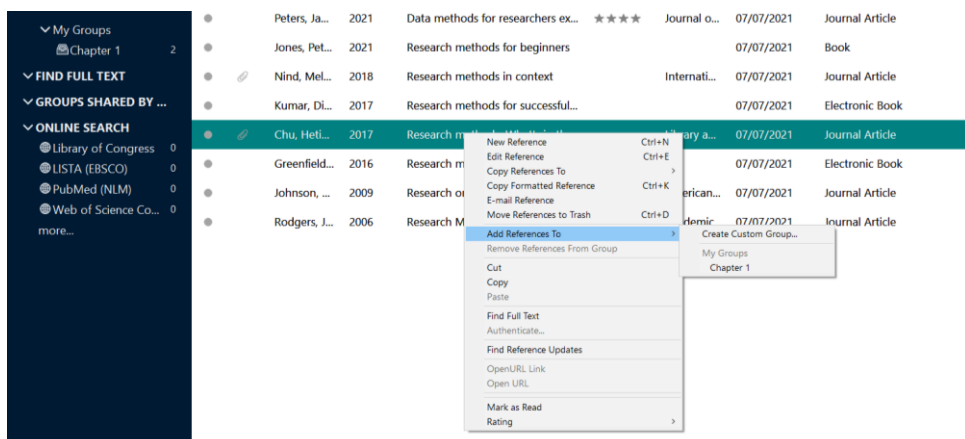 My Groups
Chapter 1 2
FIND FULL TEXT
GROUPS SHARED BY ...
ONLINE SEARCH
Library of Congress 0
LISTA (EBSCO) 0
PubMed (NLM) 0
Web of Science Co... 0
more...
Peters, Ja... 2021 Data methods for researchers ex... ★★★★ Journal o... 07/07/2021 Journal Article
Jones, Pet... 2021 Research methods for beginners 07/07/2021 Book
Nind, Mel... 2018 Research methods in context Internati... 07/07/2021 Journal Article
Kumar, Di... 2017 Research methods for successful... 07/07/2021 Electronic Book
Chu, Heti... 2017 Research 07/07/2021 Journal Article
Greenfield... 2016 Research m 07/07/2021 Electronic Book
Johnson, ... 2009 Research or erican... 07/07/2021 Journal Article
Rodgers, J... 2006 Research M demic 07/07/2021 Journal Article
New Reference Ctrl+N
Edit Reference Ctrl+E
Copy References To
Copy Formatted Reference Ctrl+K
E-mail Reference
Move References to Trash Ctrl+D
Add References To
Remove References From Group
Cut
Copy
Paste
Find Full Text
Authenticate...
Find Reference Updates
OpenURL Link
Open URL
Mark as Read
Rating
Create Custom Group...
My Groups
Chapter 1